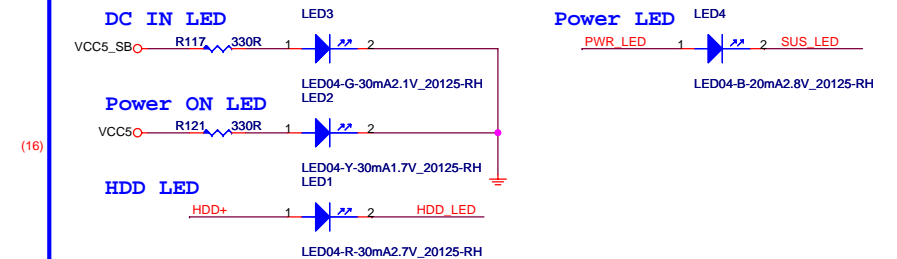 DC IN LED
LED3
VCC5_SB
R117
330R
1
2
LED04-G-30mA2.1V_20125-RH
LED2
Power ON LED
VCC5
R121
330R
1
2
LED04-Y-30mA1.7V_20125-RH
LED1
HDD LED
HDD+
1
2
HDD_LED
LED04-R-30mA2.7V_20125-RH
(16)
Power LED
LED4
PWR_LED
1
2
SUS_LED
LED04-B-20mA2.8V_20125-RH